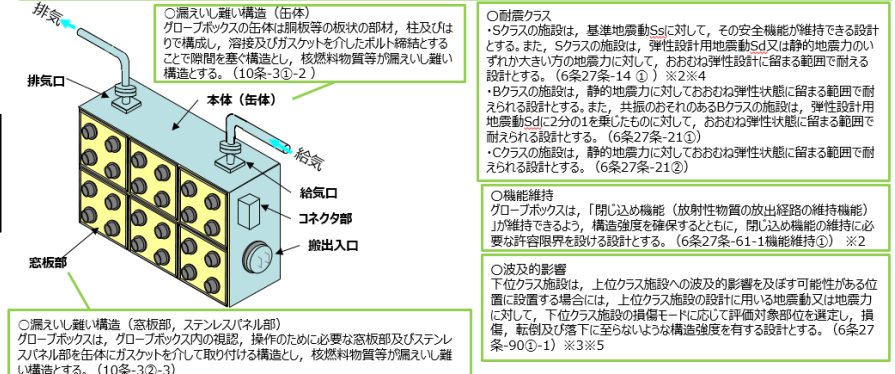 ○漏えいし難い構造（缶体）
グローブボックスの缶体は胴板等の板状の部材，柱及びは
りで構成し，溶接及びガスケットを介したボルト締結とする
ことで隙間を塞ぐ構造とし，核燃料物質等が漏えいし難い
構造とする。（10条-3①-2 ）
排気
排気口
本体（缶体）
給気
給気口
コネクタ部
搬出入口
窓板部
○漏えいし難い構造（窓板部，ステンレスパネル部）
グローブボックスは，グローブボックス内の視認，操作のために必要な窓板部及びステンレ
スパネル部を缶体にガスケットを介して取り付ける構造とし，核燃料物質等が漏えいし難
い構造とする。（10条-3②-3）
○耐震クラス
・Sクラスの施設は，基準地震動Ssに対して，その安全機能が維持できる設計
とする。また，Sクラスの施設は，弾性設計用地震動Sd又は静的地震力のい
ずれか大きい方の地震力に対して，おおむね弾性設計に留まる範囲で耐える
設計とする。（6条27条-14 ① ）※2※4
・Bクラスの施設は，静的地震力に対しておおむね弾性状態に留まる範囲で耐
えられる設計とする。また，共振のおそれのあるBクラスの施設は，弾性設計用
地震動Sdに2分の1を乗じたものに対して，おおむね弾性状態に留まる範囲で
耐えられる設計とする。（6条27条-21①）
・Cクラスの施設は，静的地震力に対しておおむね弾性状態に留まる範囲で耐
えられる設計とする。（6条27条-21②）
○機能維持
グローブボックスは，「閉じ込め機能（放射性物質の放出経路の維持機能）
」が維持できるよう，構造強度を確保するとともに，閉じ込め機能の維持に必
要な許容限界を設ける設計とする。（6条27条-61-1機能維持①） ※2
○波及的影響
下位クラス施設は，上位クラス施設への波及的影響を及ぼす可能性がある位
置に設置する場合には，上位クラス施設の設計に用いる地震動又は地震力
に対して，下位クラス施設の損傷モードに応じて評価対象部位を選定し，損
傷，転倒及び落下に至らないような構造強度を有する設計とする。（6条27
条-90①-1）※3※5